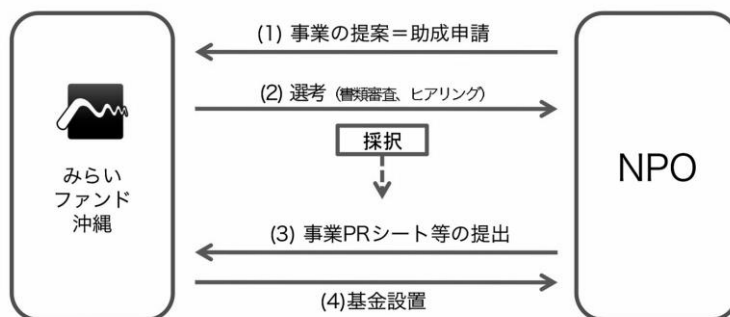 (1) 事業の提案＝助成申請
(2) 選考（書類審査、ヒアリング）
採択
みらい
ファンド
沖縄
NPO
(3) 事業PRシート等の提出
(4)基金設置